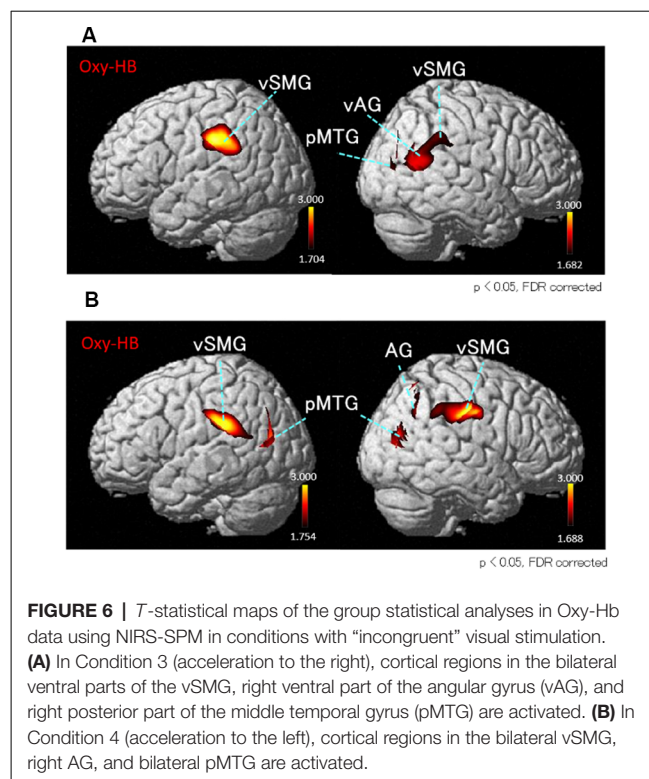 A
Oxy-HB
vSMG
vSMG
vAG
pMTG
3.000
1.704
3.000
1.682
p < 0.05, FDR corrected
B
Oxy-HB
vSMG
AG
vSMG
pMTG
3.000
1.754
3.000
1.688
p < 0.05, FDR corrected
FIGURE 6 | T-statistical maps of the group statistical analyses in Oxy-Hb
data using NIRS-SPM in conditions with “incongruent” visual stimulation.
(A) In Condition 3 (acceleration to the right), cortical regions in the bilateral
ventral parts of the vSMG, right ventral part of the angular gyrus (vAG), and
right posterior part of the middle temporal gyrus (pMTG) are activated. (B) In
Condition 4 (acceleration to the left), cortical regions in the bilateral vSMG,
right AG, and bilateral pMTG are activated.